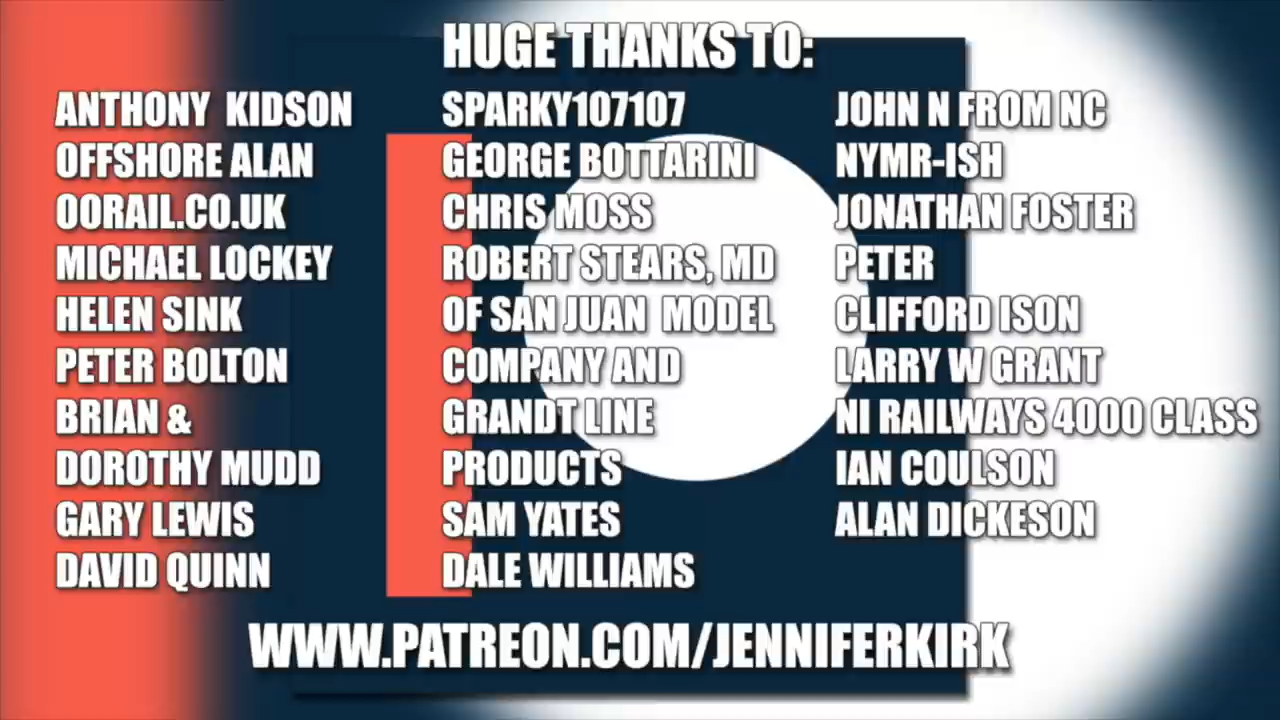 HUGE THANKS TO:
ANTHONY KIDSON
OFFSHORE ALAN
OORAIL.CO.UK
MICHAEL LOCKEY
HELEN SINK
PETER BOLTON
BRIAN &
DOROTHY MUDD
GARY LEWIS
DAVID QUINN
SPARKY107107
GEORGE BOTTARINI
CHRIS MOSS
ROBERT STEARS, MD
OF SAN JUAN MODEL
COMPANY AND
GRANDT LINE
PRODUCTS
SAM YATES
DALE WILLIAMS
JOHN N FROM NC
NYMR-ISH
JONATHAN FOSTER
PETER
CLIFFORD ISON
LARRY W GRANT
NI RAILWAYS 4000 CLASS
IAN COULSON
ALAN DICKESON
WWW.PATREON.COM/JENNIFERKIRK